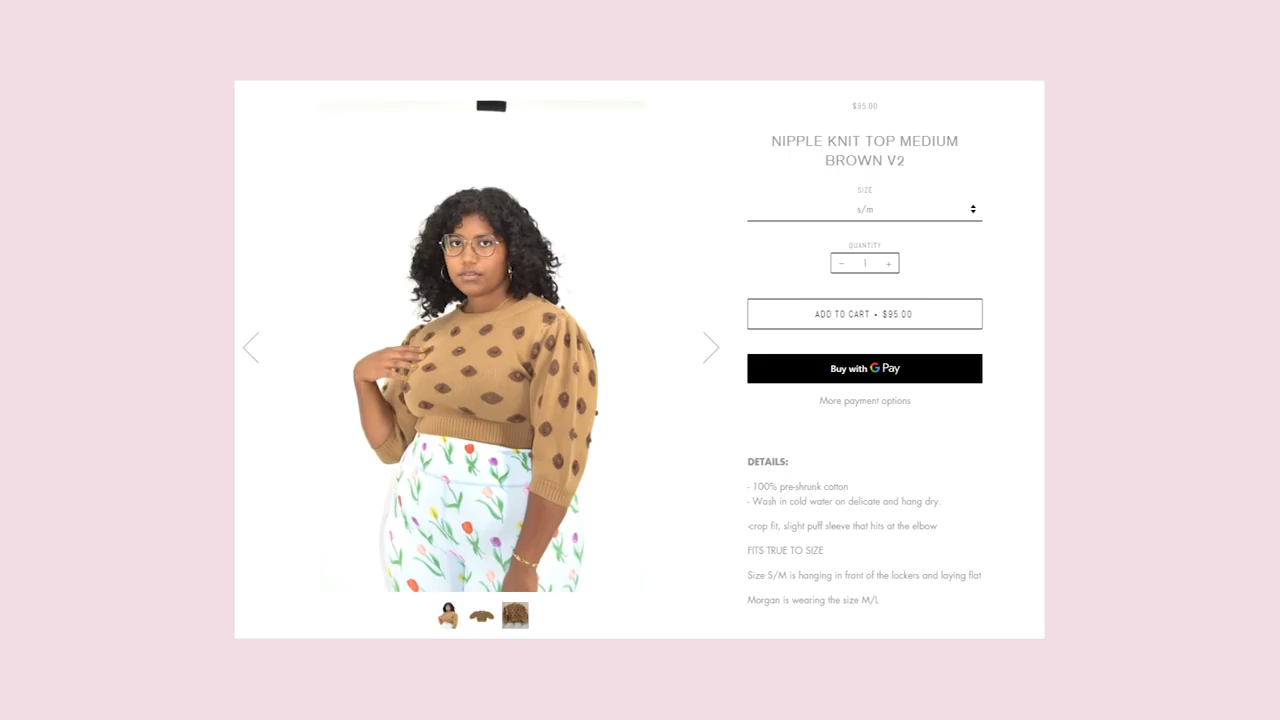 $95.00
NIPPLE KNIT TOP MEDIUM
BROWN V2
SIZE
s/m
QUANTITY
− 1 +
ADD TO CART • $95.00
Buy with G Pay
More payment options
DETAILS:
- 100% pre-shrunk cotton
- Wash in cold water on delicate and hang dry.
-crop fit, slight puff sleeve that hits at the elbow
FITS TRUE TO SIZE
Size S/M is hanging in front of the lockers and laying flat
Morgan is wearing the size M/L